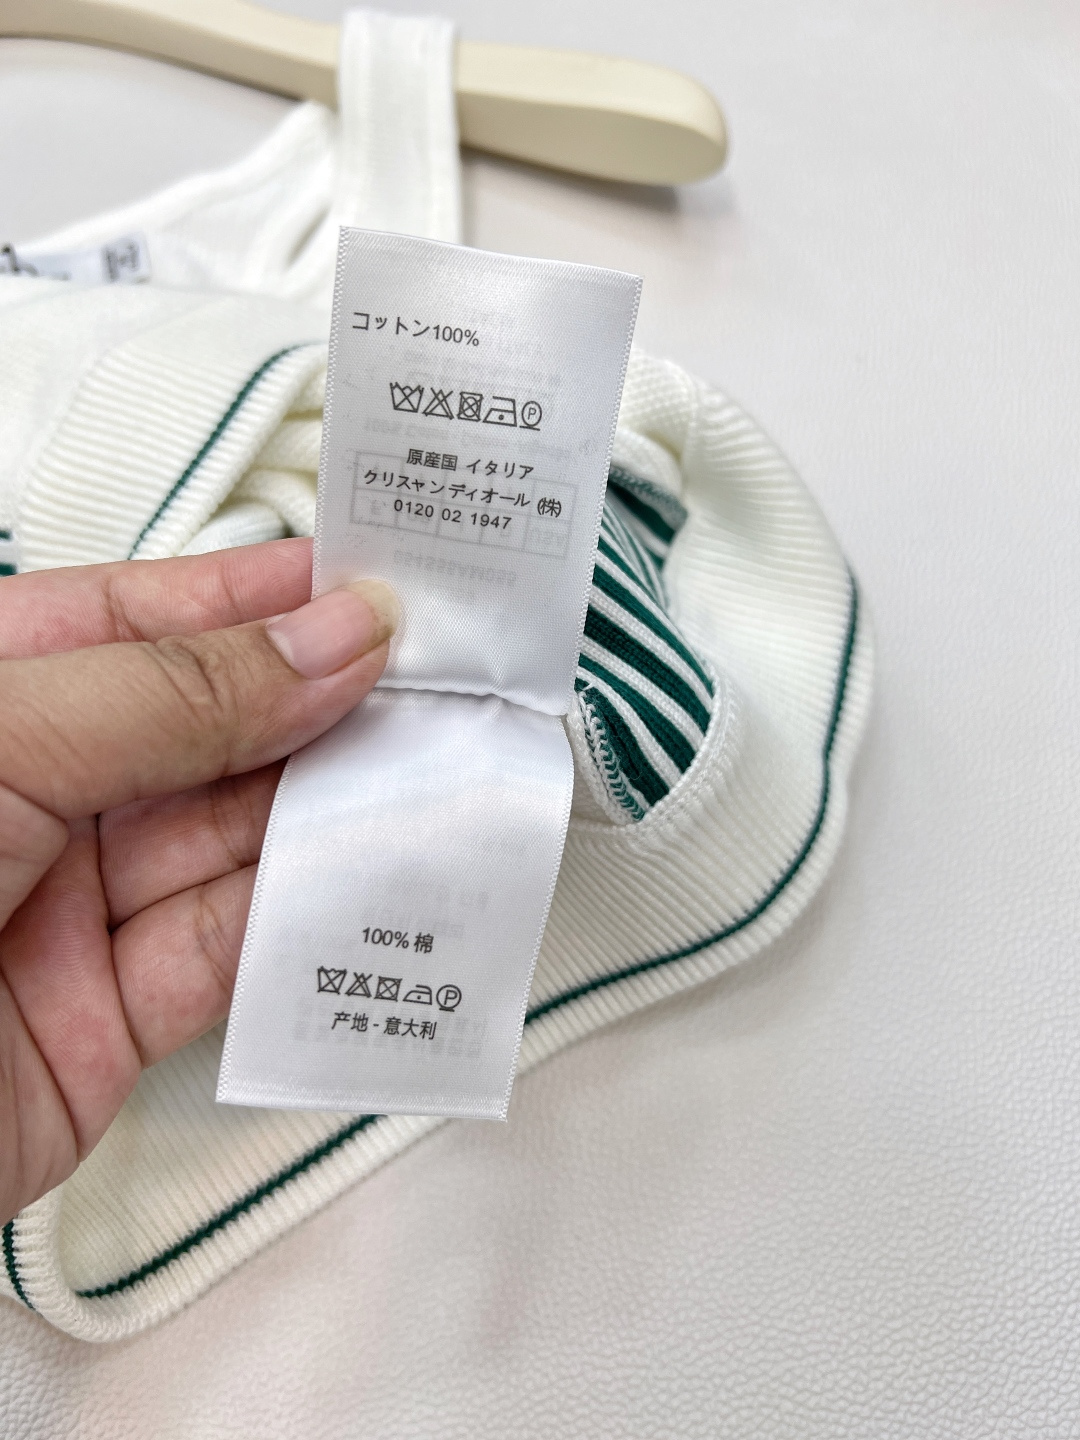 コットン100%
P
原産国 イタリア
クリスャンディオール (株)
0120 02 1947
100% 棉
P
产地 - 意大利